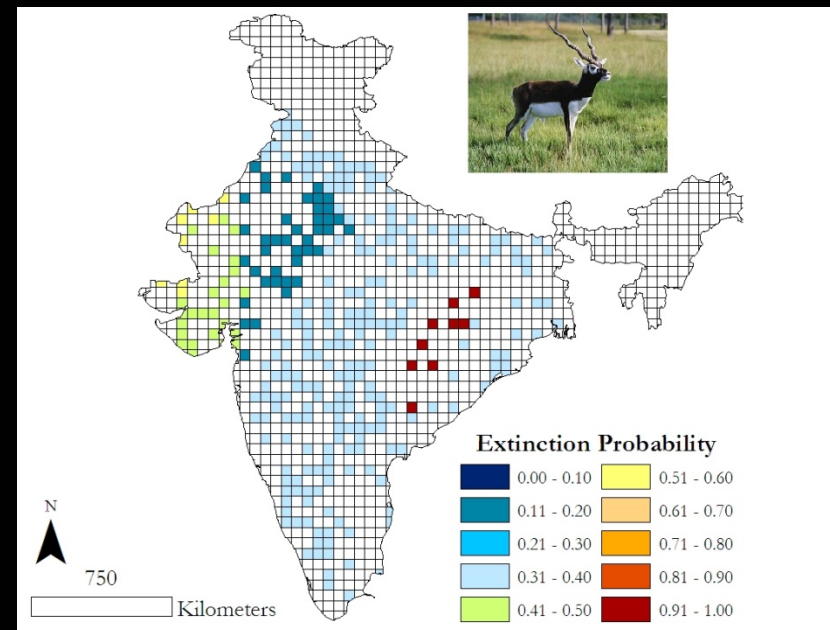 Extinction Probability
0.00 - 0.10
0.51 - 0.60
0.11 - 0.20
0.61 - 0.70
0.21 - 0.30
0.71 - 0.80
0.31 - 0.40
0.81 - 0.90
0.41 - 0.50
0.91 - 1.00
N
750
Kilometers